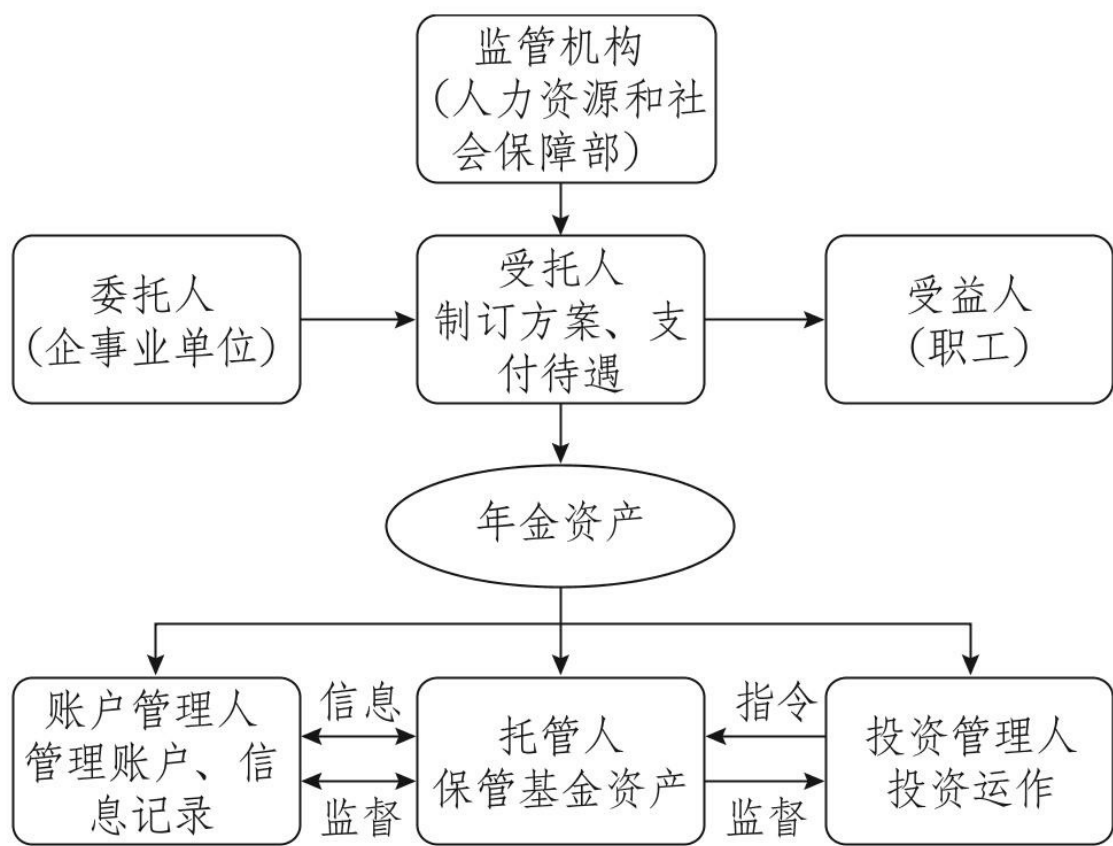 监管机构
（人力资源和社
会保障部）
委托人
（企事业单位）
受托人
制订方案、支
付待遇
受益人
（职工）
年金资产
账户管理人
管理账户、信
息记录
信息
监督
托管人
保管基金资产
指令
监督
投资管理人
投资运作